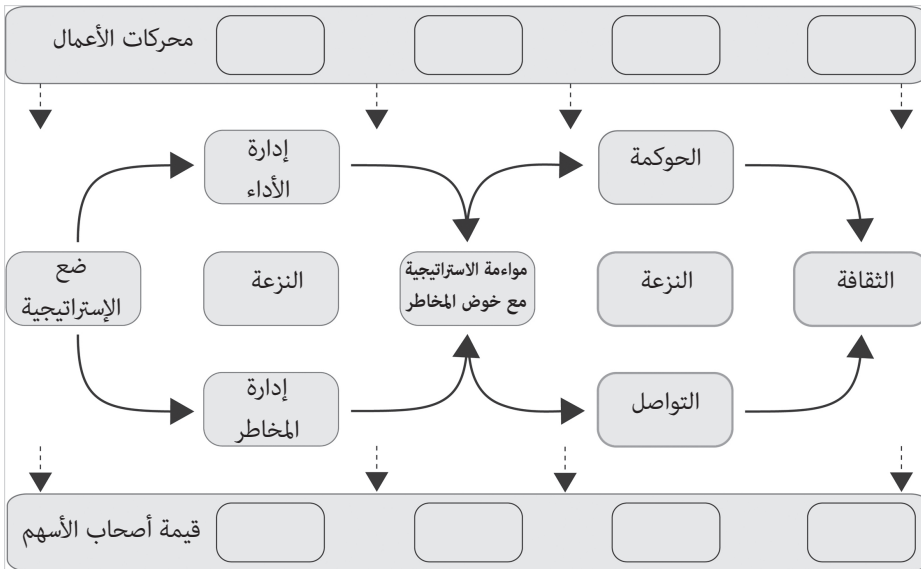 محركات الأعمال
إدارة
الأداء
الحوكمة
ضع
الإستراتيجية
النزعة
مواءمة الاستراتيجية
مع خوض المخاطر
النزعة
الثقافة
إدارة
المخاطر
التواصل
قيمة أصحاب الأسهم